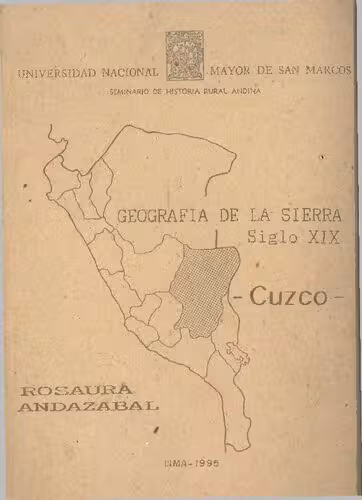 UNIVERSIDAD NACIONAL MAYOR DE SAN MARCOS
SEMINARIO DE HISTORIA RURAL ANDINA
GEOGRAFIA DE LA SIERRA
Siglo XIX
- Cuzco -
ROSAURA
ANDAZABAL
LIMA-1995